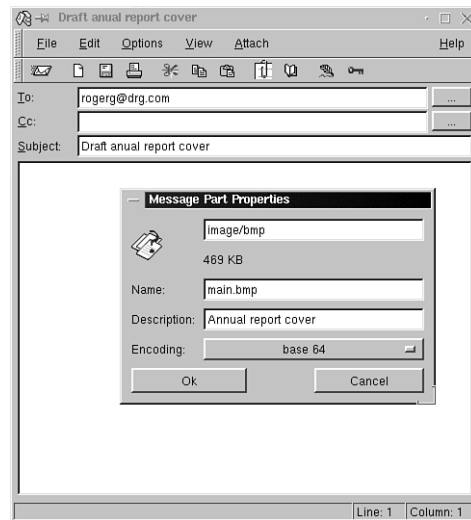 Draft anual report cover
File Edit Options View Attach Help
To: rogerg@drg.com ...
Cc: ...
Subject: Draft anual report cover
Message Part Properties
image/bmp
469 KB
Name: main.bmp
Description: Annual report cover
Encoding: base 64
Ok Cancel
Line: 1 Column: 1